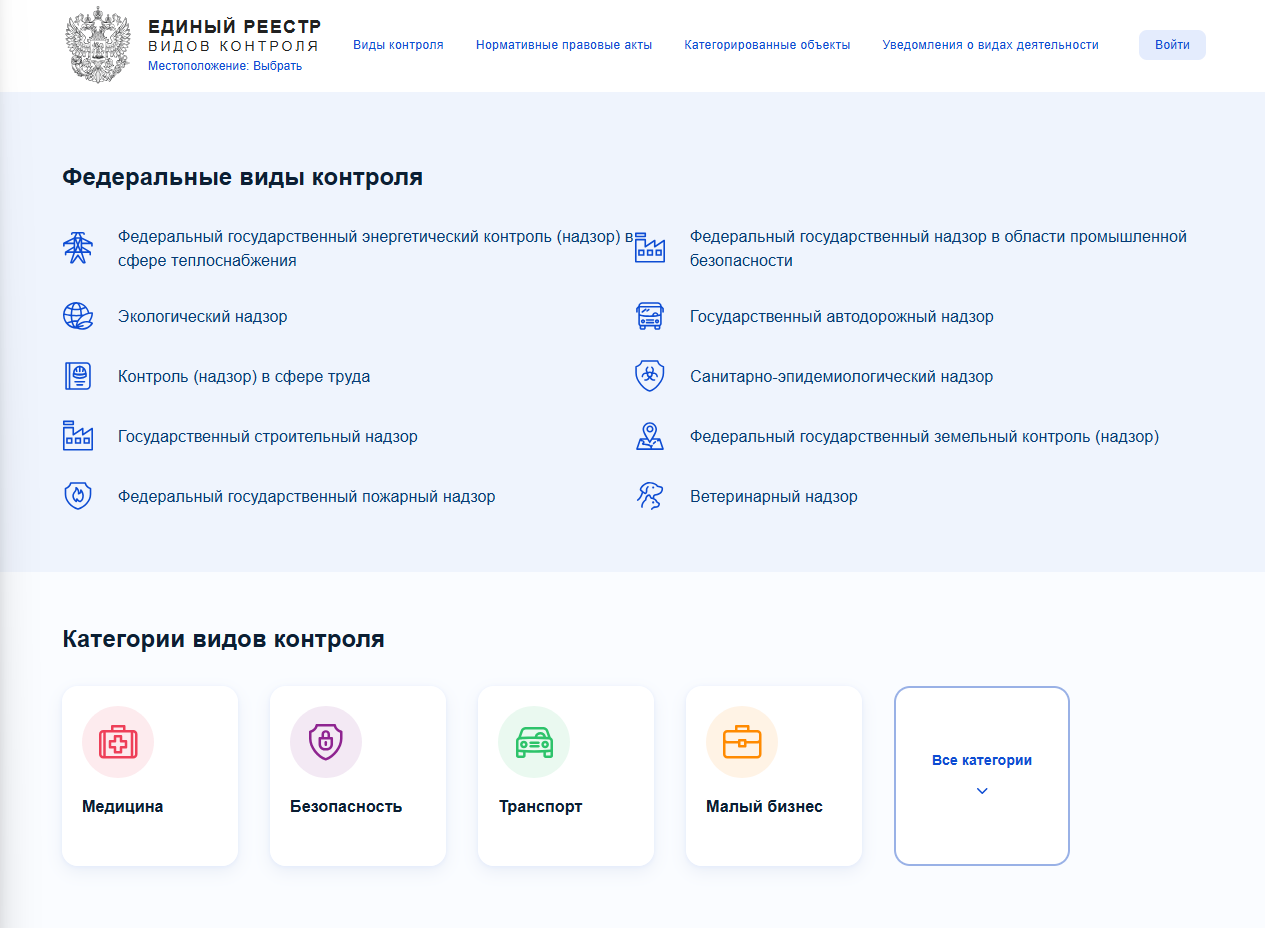 ЕДИНЫЙ РЕЕСТР
ВИДОВ КОНТРОЛЯ
Местоположение: Выбрать
Виды контроля
Нормативные правовые акты
Категорированные объекты
Уведомления о видах деятельности
Войти
Федеральные виды контроля
Федеральный государственный энергетический контроль (надзор) в
сфере теплоснабжения
Федеральный государственный надзор в области промышленной
безопасности
Экологический надзор
Государственный автодорожный надзор
Контроль (надзор) в сфере труда
Санитарно-эпидемиологический надзор
Государственный строительный надзор
Федеральный государственный земельный контроль (надзор)
Федеральный государственный пожарный надзор
Ветеринарный надзор
Категории видов контроля
Медицина
Безопасность
Транспорт
Малый бизнес
Все категории